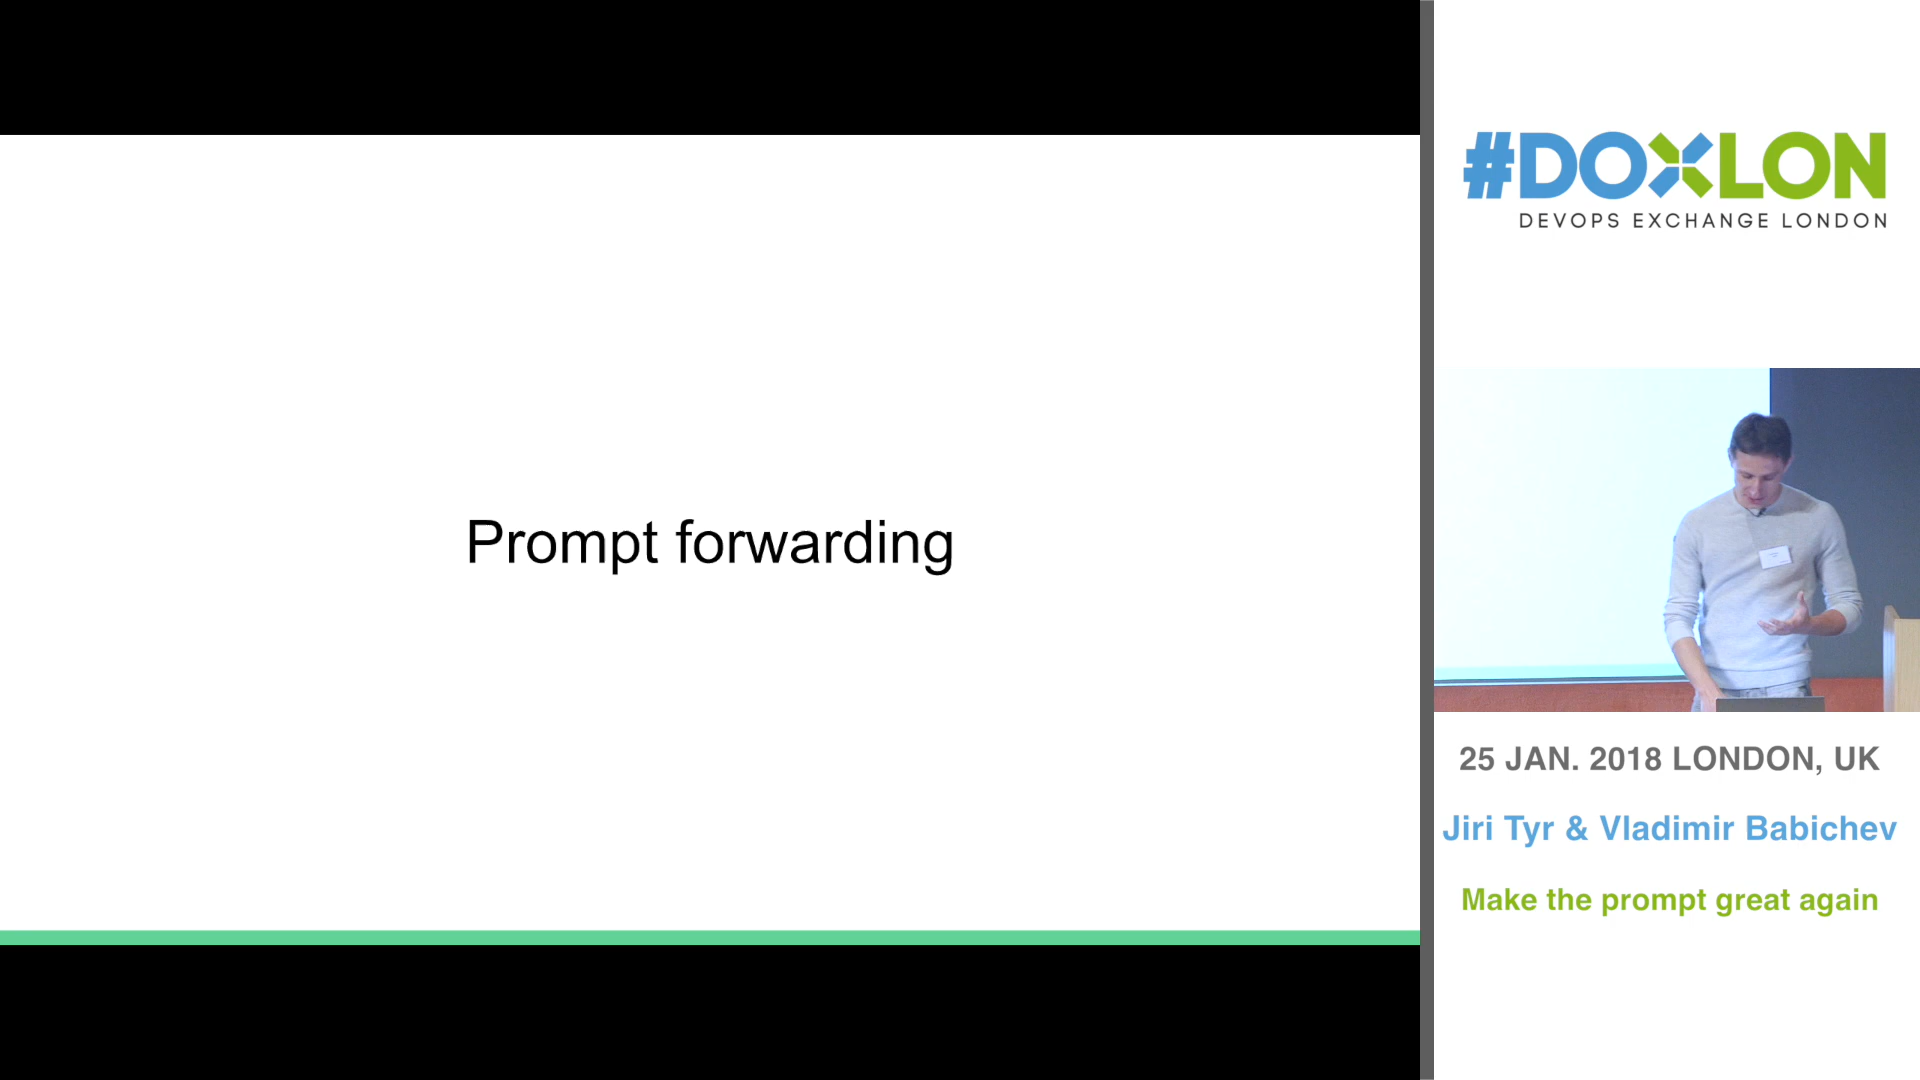 Prompt forwarding
#DOXLON
DEVOPS EXCHANGE LONDON
25 JAN. 2018 LONDON, UK
Jiri Tyr & Vladimir Babichev
Make the prompt great again